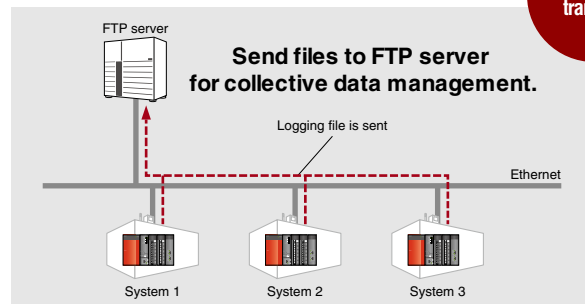 FTP server
Send files to FTP server
for collective data management.
Logging file is sent
Ethernet
System 1
System 2
System 3